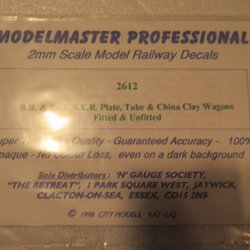 MODELMASTER PROFESSIONAL
2mm Scale Model Railway Decals
2612
B.R. & L.N.E.R. Plate, Tube & China Clay Wagons
Fitted & Unfitted
Quality - Guaranteed Accuracy - 100%
opaque - No Colour Loss, even on a dark background
Sole Distributors: 'N' GAUGE SOCIETY,
"THE RETREAT", 1 PARK SQUARE WEST, JAYWICK,
CLACTON-ON-SEA, ESSEX, CO15 2NS
© 1998 CITY MODELS